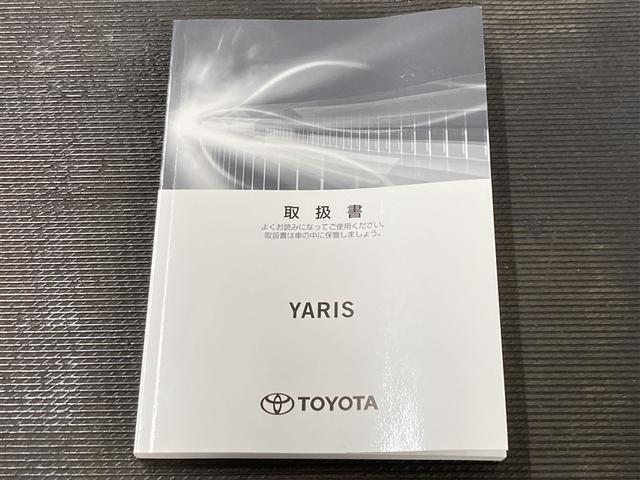 取扱書
よくお読みになってご使用ください。
取扱書は車の中に保管しましょう。
YARIS
TOYOTA